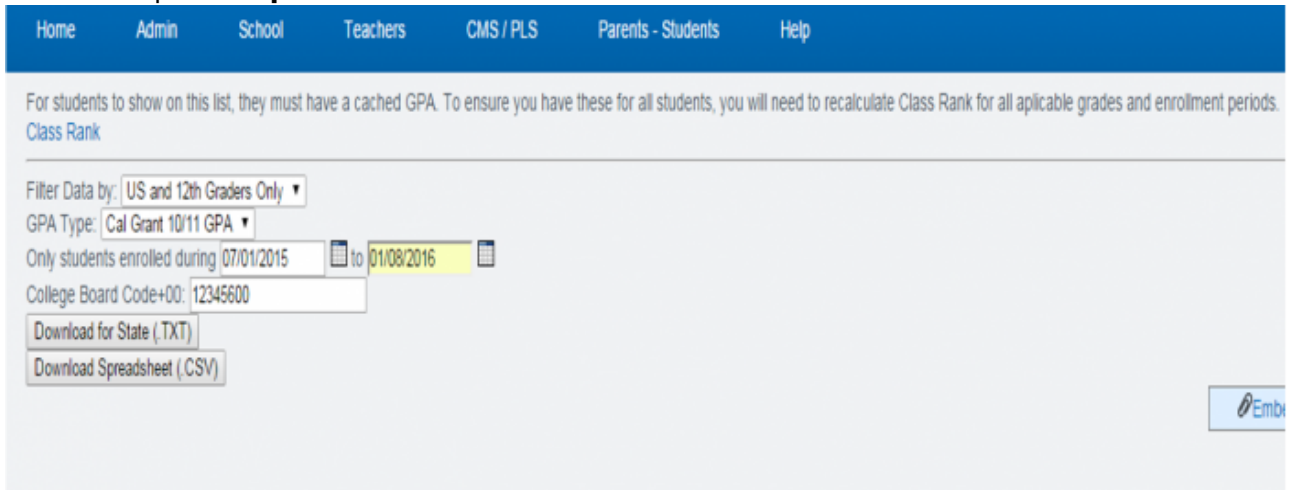 Home Admin School Teachers CMS / PLS Parents - Students Help
For students to show on this list, they must have a cached GPA. To ensure you have these for all students, you will need to recalculate Class Rank for all aplicable grades and enrollment periods.
Class Rank
Filter Data by: US and 12th Graders Only
GPA Type: Cal Grant 10/11 GPA
Only students enrolled during 07/01/2015 to 01/08/2016
College Board Code+00: 12345600
Download for State (.TXT)
Download Spreadsheet (.CSV)